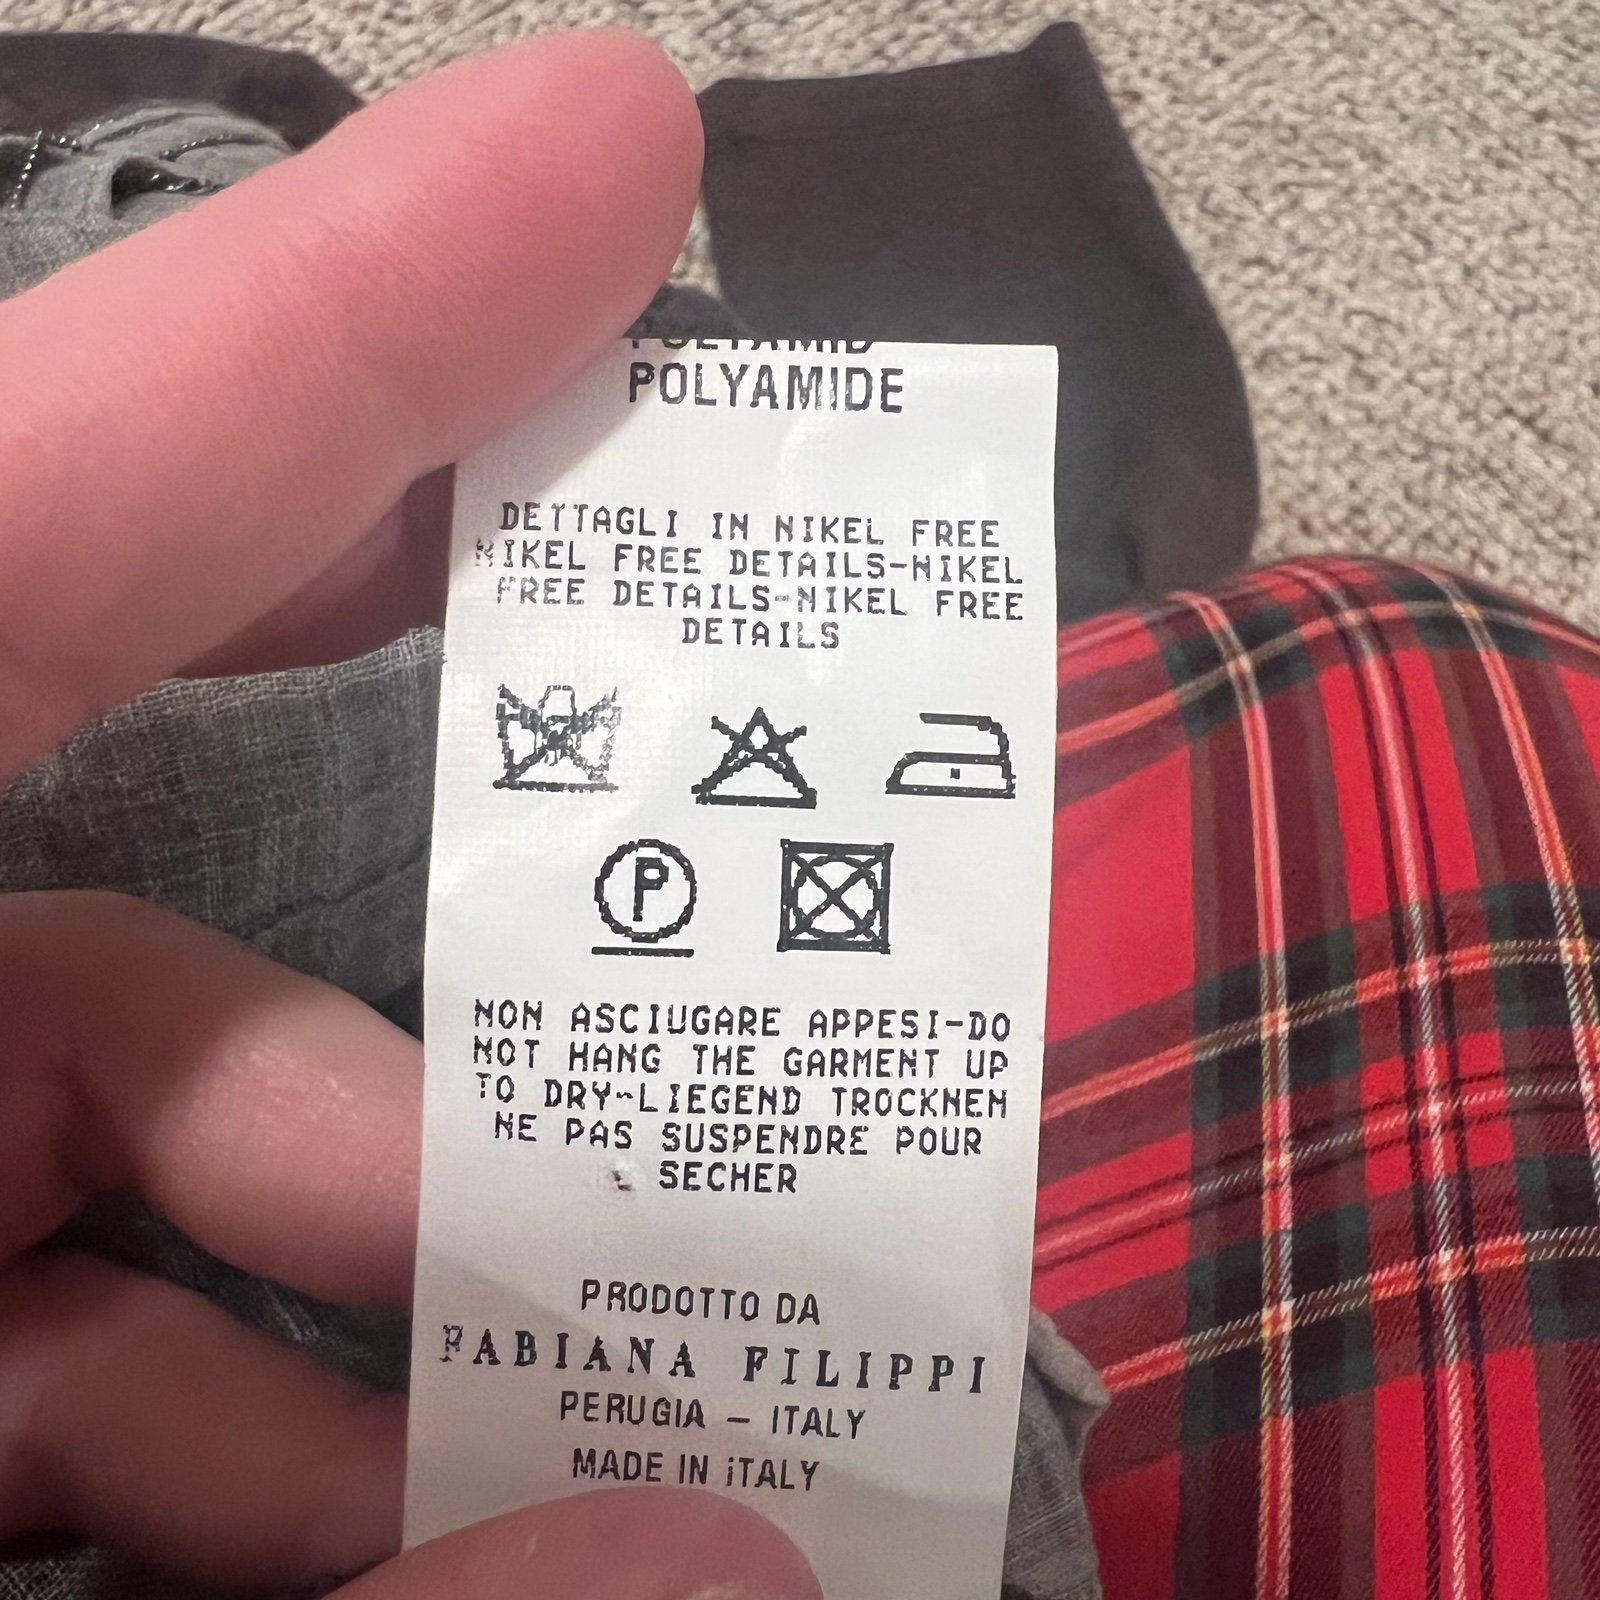 POLYAMID
POLYAMIDE
DETTAGLI IN NIKEL FREE
NIKEL FREE DETAILS-NIKEL
FREE DETAILS-NIKEL FREE
DETAILS
P
NON ASCIUGARE APPESI-DO
NOT HANG THE GARMENT UP
TO DRY-LIEGEND TROCKNEN
NE PAS SUSPENDRE POUR
SECHER
PRODOTTO DA
FABIANA FILIPPI
PERUGIA – ITALY
MADE IN iTALY